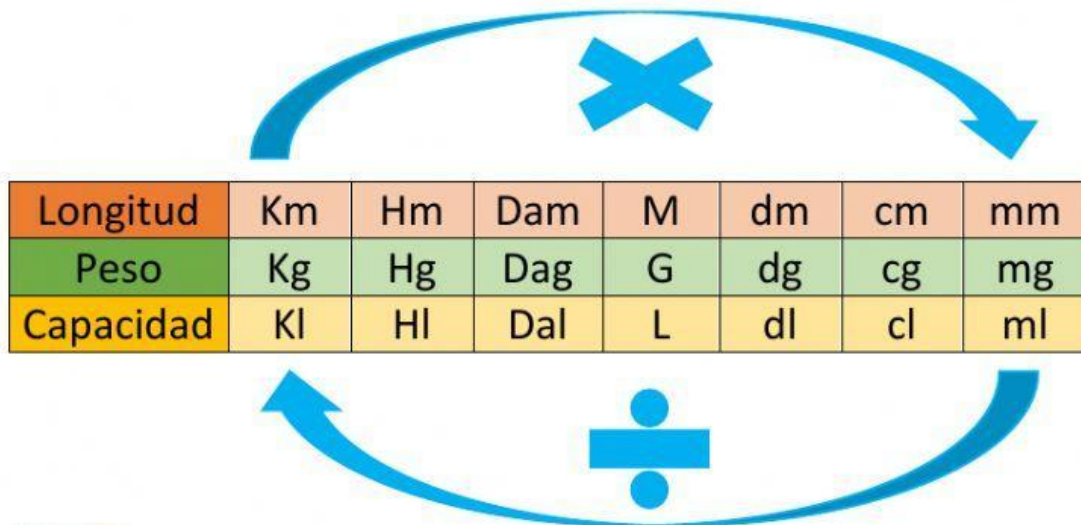 Longitud Km Hm Dam M dm cm mm
Peso Kg Hg Dag G dg cg mg
Capacidad Kl Hl Dal L dl cl ml